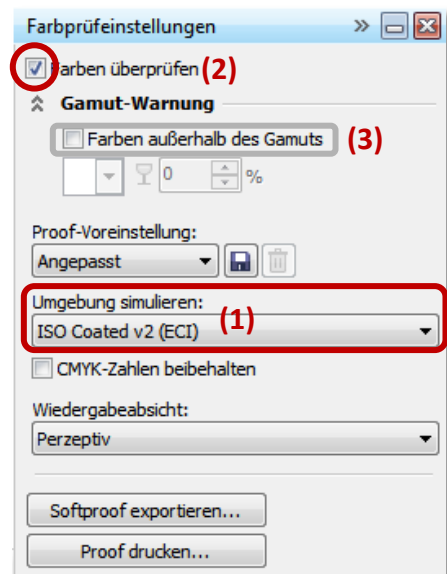 Farbprüfeinstellungen
Farben überprüfen (2)
Gamut-Warnung
Farben außerhalb des Gamuts (3)
0 %
Proof-Voreinstellung:
Angepasst
Umgebung simulieren:
(1)
ISO Coated v2 (ECI)
CMYK-Zahlen beibehalten
Wiedergabeabsicht:
Perzeptiv
Softproof exportieren...
Proof drucken...